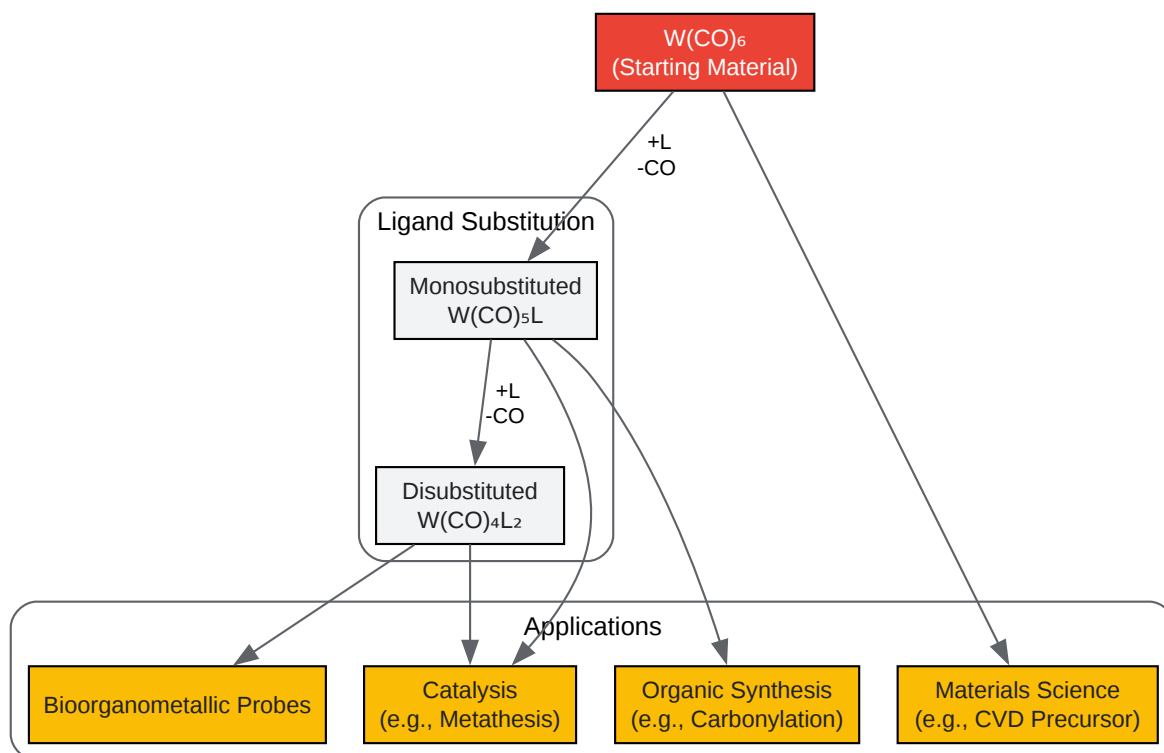 W(CO)₆
(Starting Material)
+L
-CO
Ligand Substitution
Monosubstituted
W(CO)₅L
+L
-CO
Disubstituted
W(CO)₄L₂
Applications
Bioorganometallic Probes
Catalysis
(e.g., Metathesis)
Organic Synthesis
(e.g., Carbonylation)
Materials Science
(e.g., CVD Precursor)